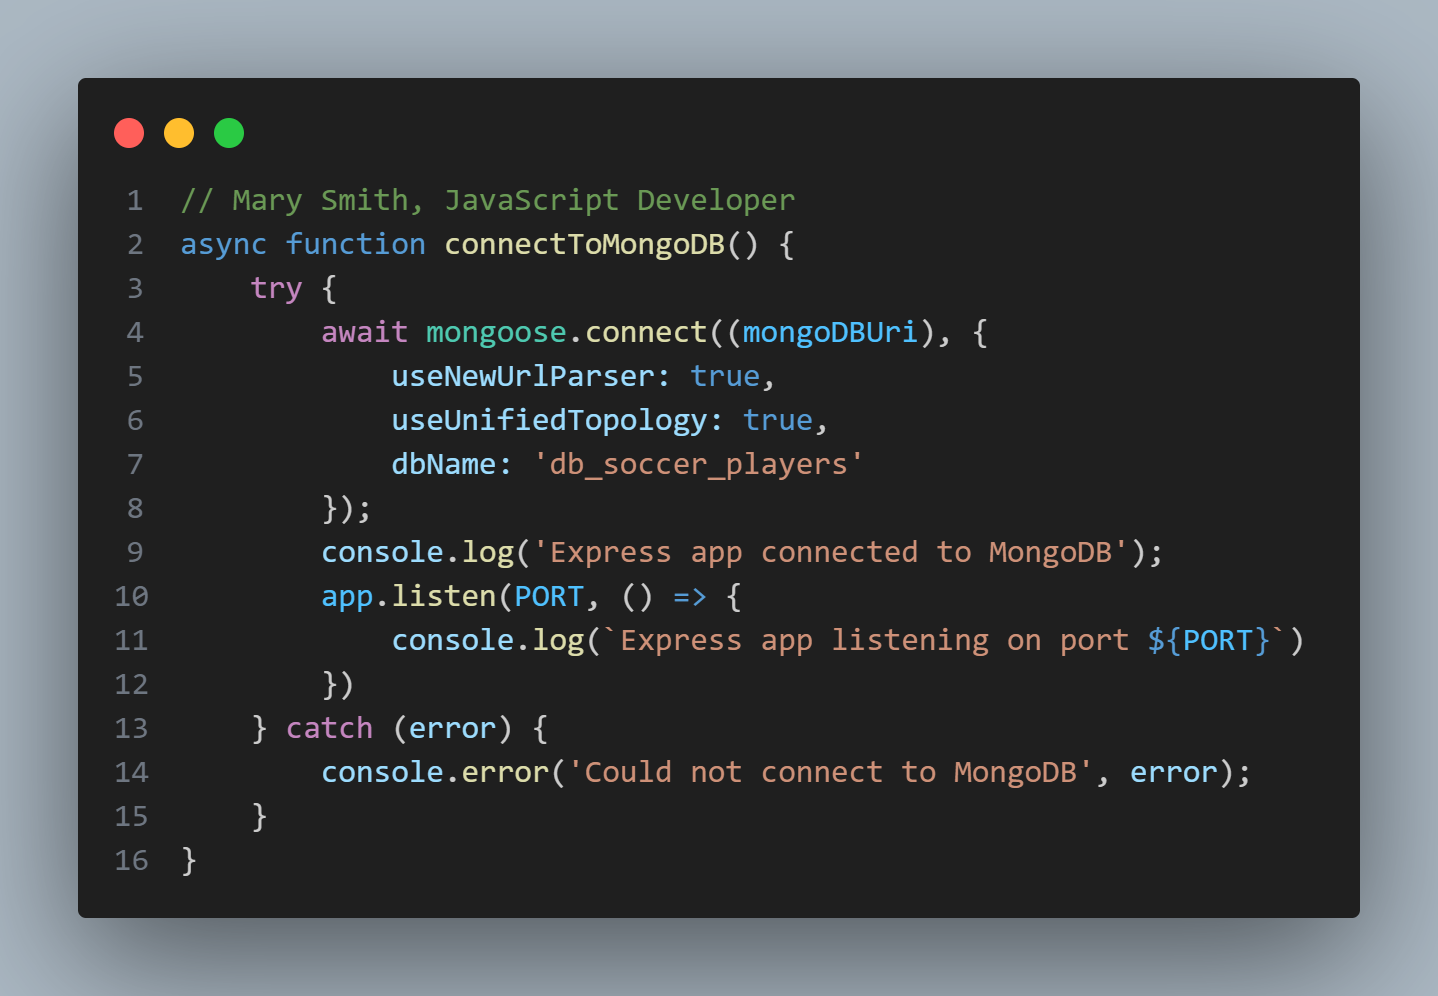 1 // Mary Smith, JavaScript Developer
2 async function connectToMongoDB() {
3     try {
4         await mongoose.connect((mongoDBUri), {
5             useNewUrlParser: true,
6             useUnifiedTopology: true,
7             dbName: 'db_soccer_players'
8         });
9         console.log('Express app connected to MongoDB');
10         app.listen(PORT, () => {
11             console.log(`Express app listening on port ${PORT}`)
12         })
13     } catch (error) {
14         console.error('Could not connect to MongoDB', error);
15     }
16 }